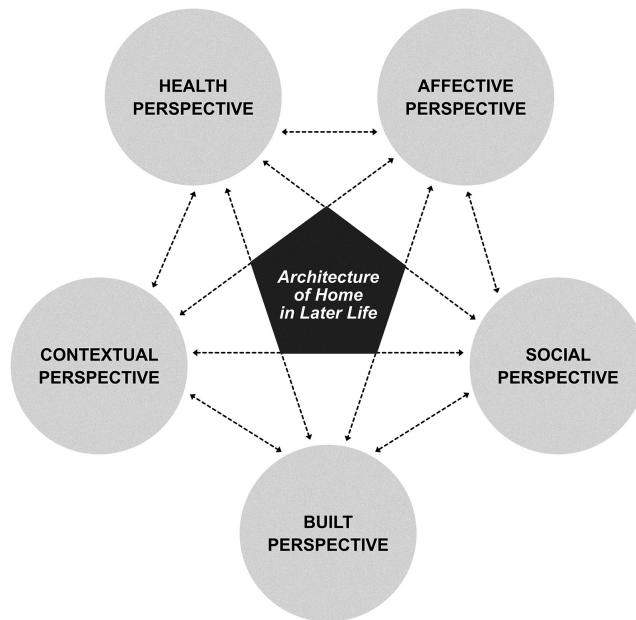 HEALTH
PERSPECTIVE
AFFECTIVE
PERSPECTIVE
Architecture
of Home
in Later Life
CONTEXTUAL
PERSPECTIVE
SOCIAL
PERSPECTIVE
BUILT
PERSPECTIVE